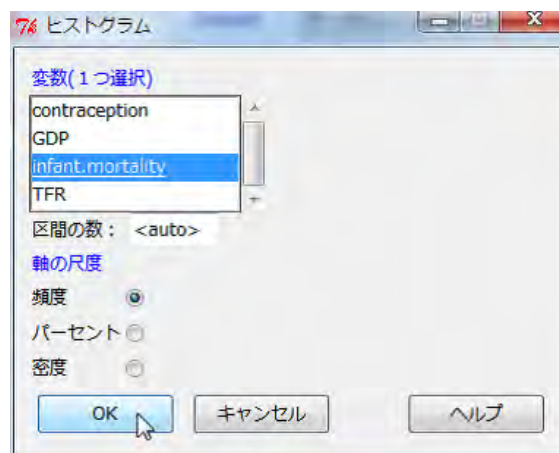 ヒストグラム
変数(１つ選択)
contraception
GDP
infant.mortality
TFR
区間の数： <auto>
軸の尺度
頻度
パーセント
密度
OK キャンセル ヘルプ